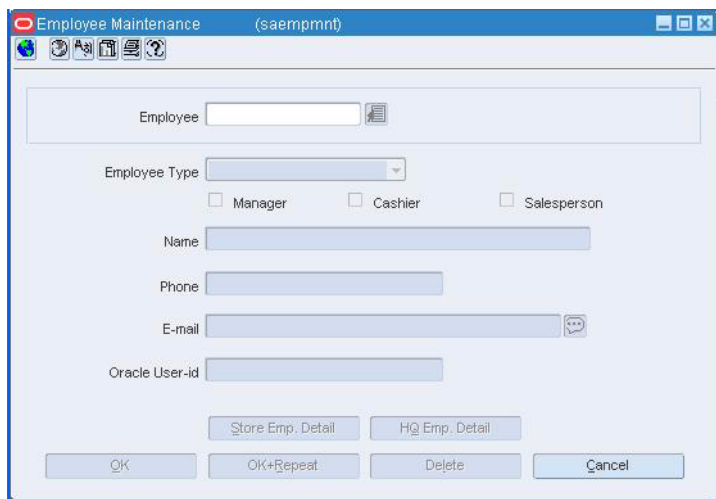 Employee Maintenance (saempmnt)
Employee
Employee Type
Manager Cashier Salesperson
Name
Phone
E-mail
Oracle User-id
Store Emp. Detail HQ Emp. Detail
OK OK+Repeat Delete Cancel